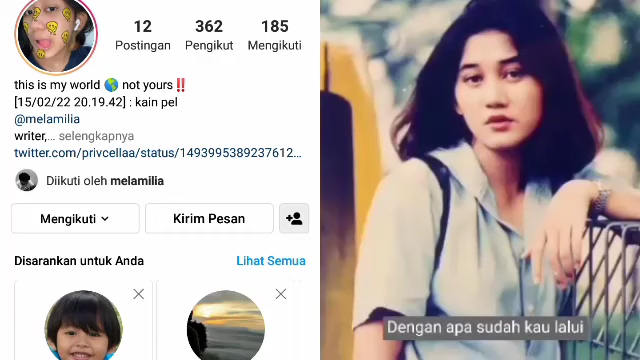 12 362 185
Postingan Pengikut Mengikuti
this is my world 🌎 not yours‼️
[15/02/22 20.19.42] : kain pel
@melamilia
writer,... selengkapnya
twitter.com/privcellaa/status/1493995389237612...
Diikuti oleh melamilia
Mengikuti Kirim Pesan
Disarankan untuk Anda Lihat Semua
Dengan apa sudah kau lalui